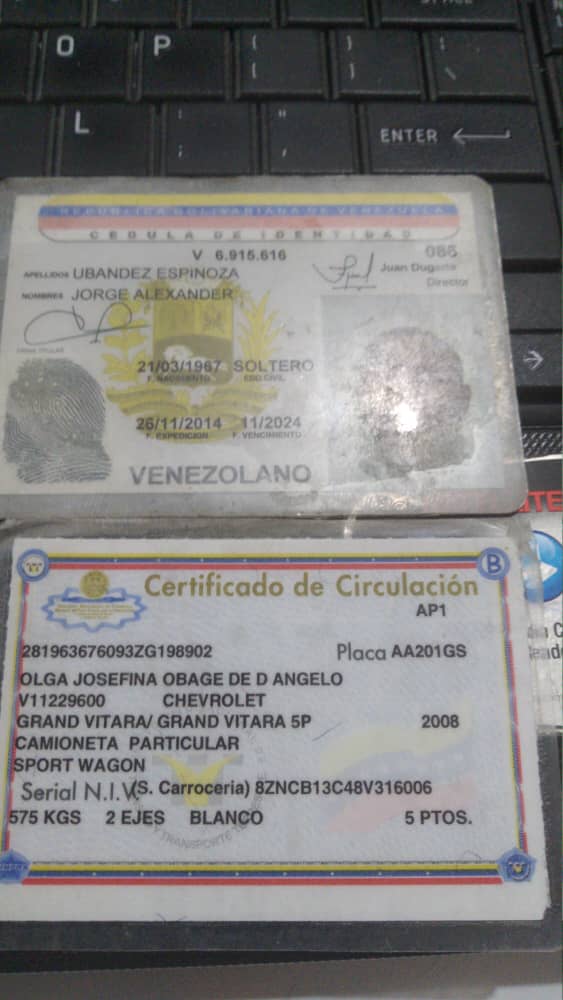 O P { }
[ ] \
L : " ENTER
; ,
REPUBLICA BOLIVARIANA DE VENEZUELA
CEDULA DE IDENTIDAD
V 6.915.616 086
APELLIDOS UBANDEZ ESPINOZA Juan Dugarte
Director
NOMBRES JORGE ALEXANDER
FIRMA TITULAR
21/03/1967 SOLTERO
F. NACIMIENTO EDO. CIVIL
26/11/2014 11/2024
F. EXPEDICION F. VENCIMIENTO
VENEZOLANO
B
Certificado de Circulación
AP1
281963676093ZG198902 Placa AA201GS
OLGA JOSEFINA OBAGE DE D ANGELO
V11229600 CHEVROLET
GRAND VITARA/ GRAND VITARA 5P 2008
CAMIONETA PARTICULAR
SPORT WAGON
Serial N.I.V. (S. Carroceria) 8ZNCB13C48V316006
575 KGS 2 EJES BLANCO 5 PTOS.